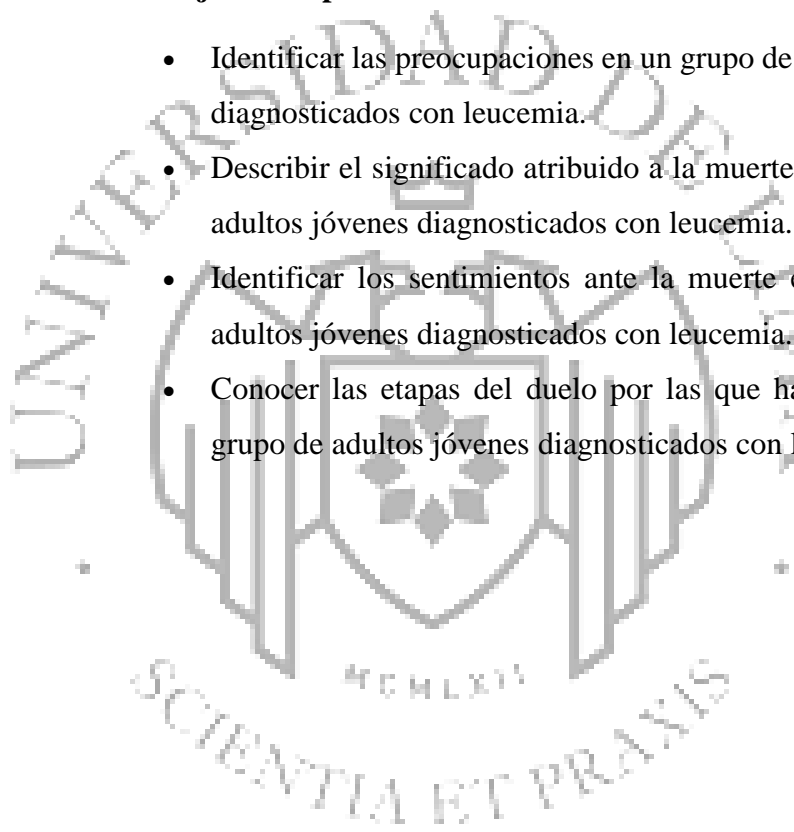 Identificar las preocupaciones en un grupo de
diagnosticados con leucemia.
Describir el significado atribuido a la muerte
adultos jóvenes diagnosticados con leucemia.
Identificar los sentimientos ante la muerte
adultos jóvenes diagnosticados con leucemia.
Conocer las etapas del duelo por las que
grupo de adultos jóvenes diagnosticados con
UNIVERSIDAD DE
MCMLXII
SCIENTIA ET PRAXIS